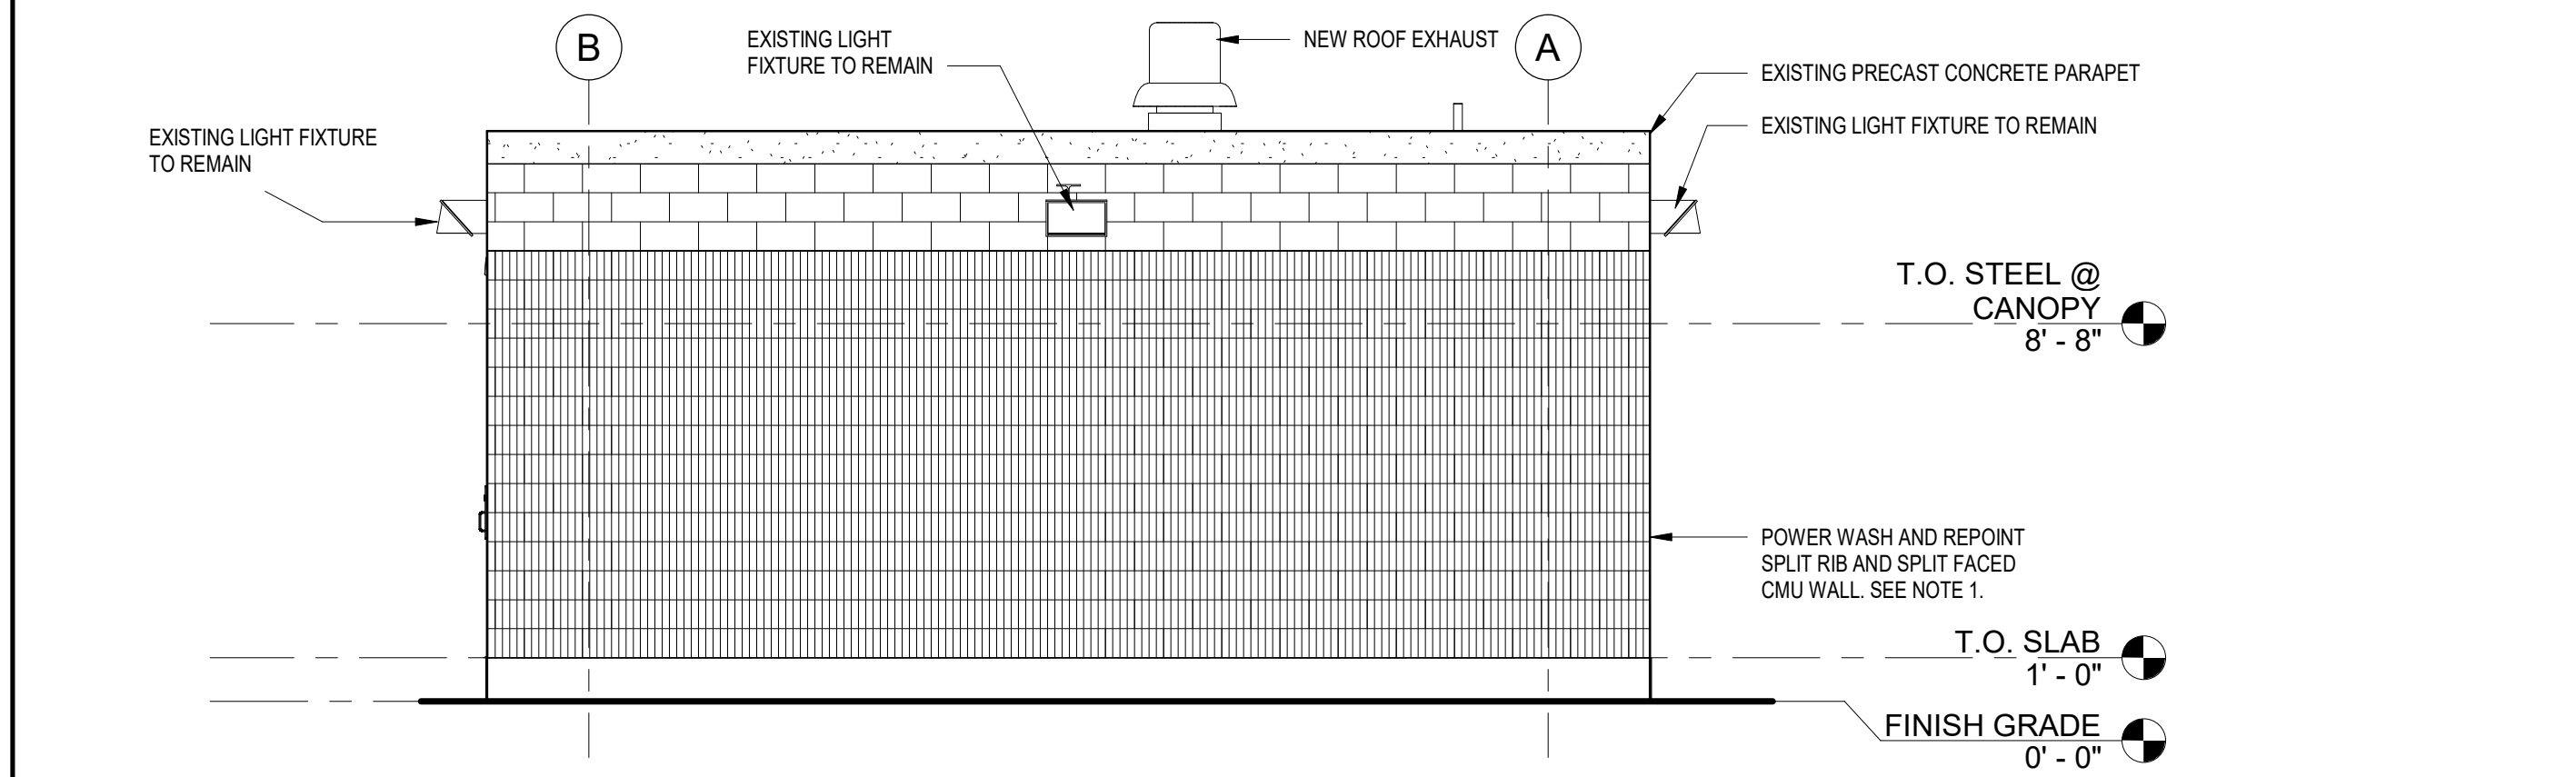 B
EXISTING LIGHT
FIXTURE TO REMAIN
NEW ROOF EXHAUST
A
EXISTING PRECAST CONCRETE PARAPET
EXISTING LIGHT FIXTURE TO REMAIN
EXISTING LIGHT FIXTURE
TO REMAIN
T.O. STEEL @
CANOPY
8' - 8"
POWER WASH AND REPOINT
SPLIT RIB AND SPLIT FACED
CMU WALL. SEE NOTE 1.
T.O. SLAB
1' - 0"
FINISH GRADE
0' - 0"